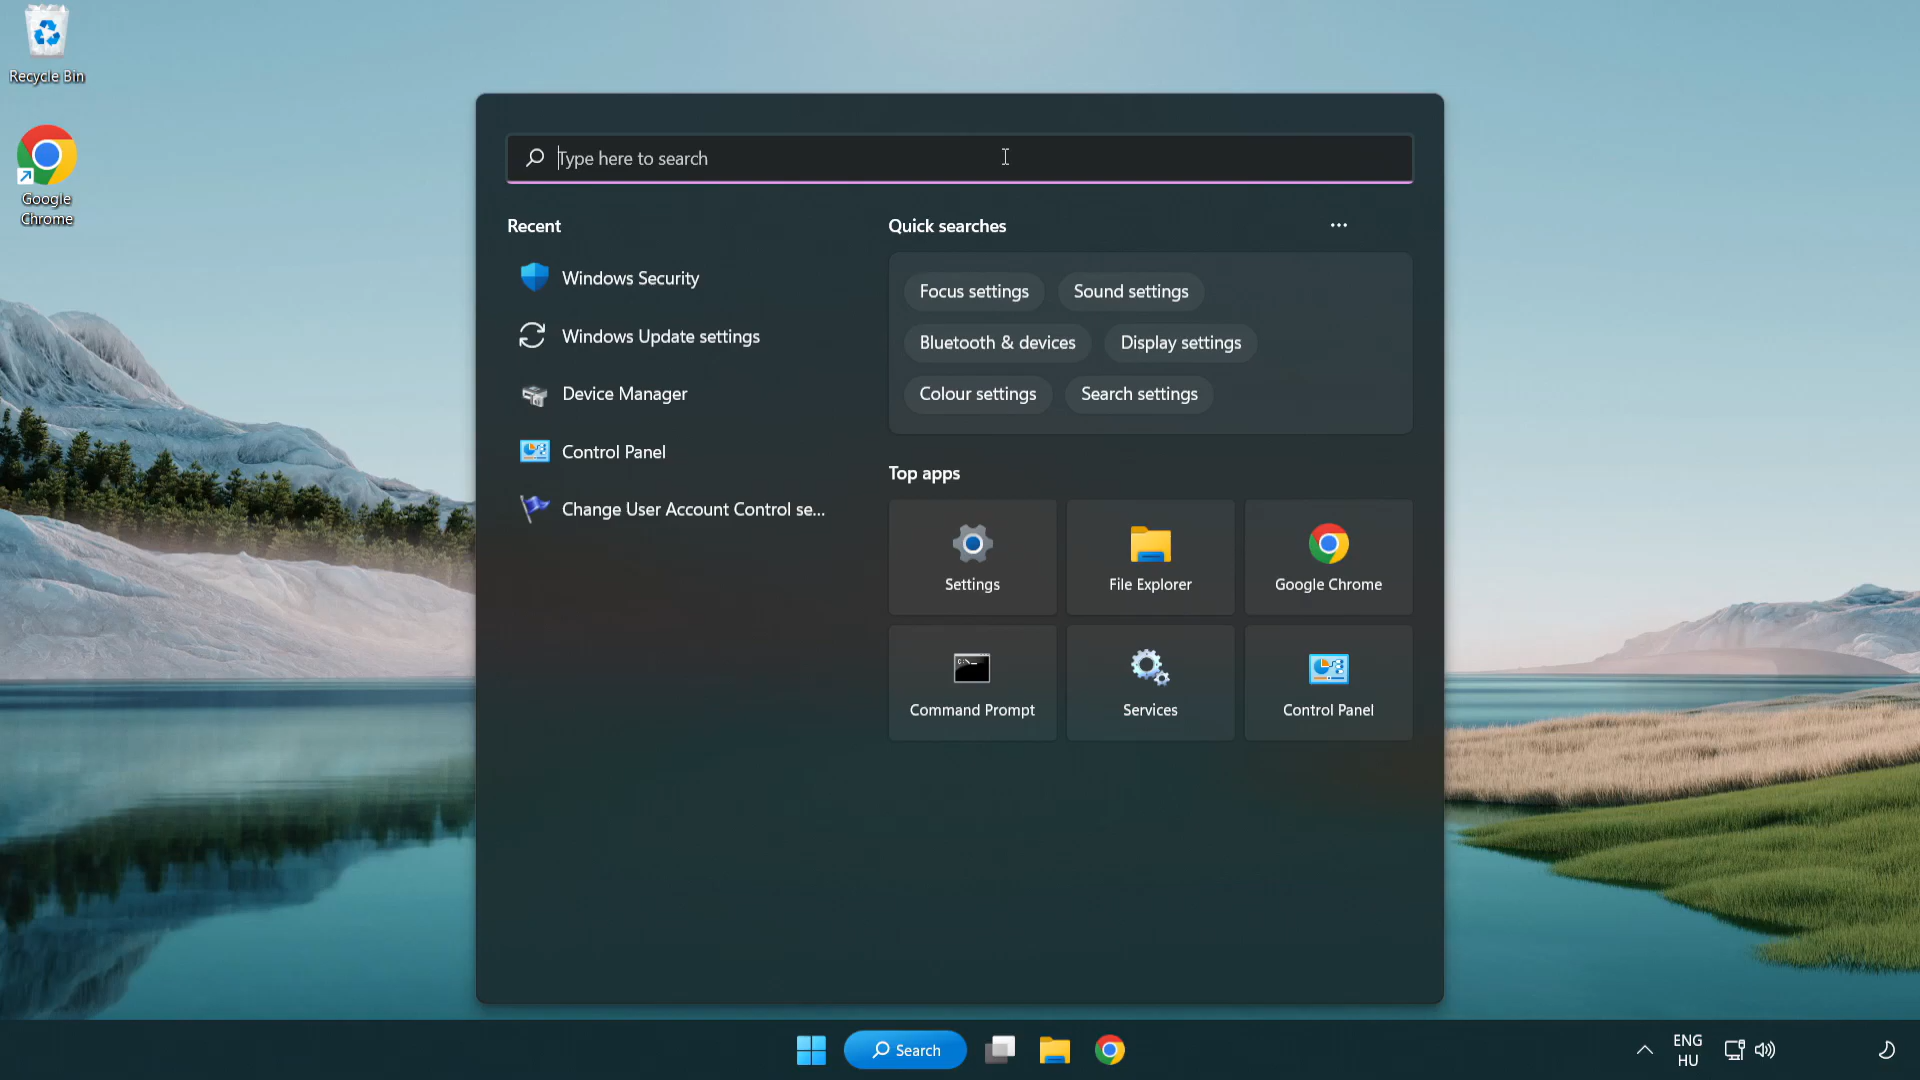 Recycle Bin
Google
Chrome
Type here to search
Recent
Windows Security
Windows Update settings
Device Manager
Control Panel
Change User Account Control se...
Quick searches
Focus settings
Sound settings
Bluetooth & devices
Display settings
Colour settings
Search settings
Top apps
Settings
File Explorer
Google Chrome
Command Prompt
Services
Control Panel
Search
ENG
HU